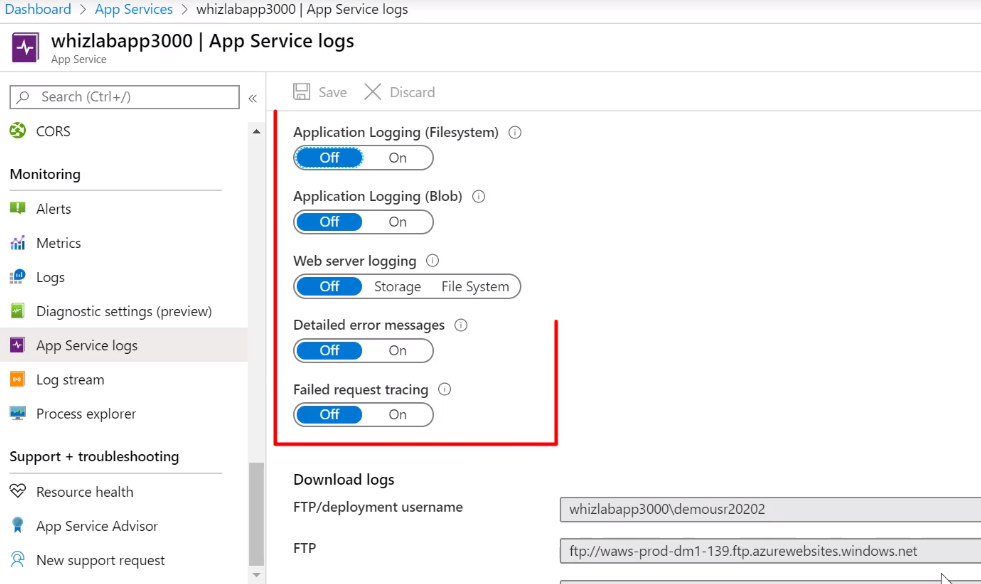 Dashboard > App Services > whizlabapp3000 | App Service logs
whizlabapp3000 | App Service logs
App Service
Search (Ctrl+/)
«
CORS
Monitoring
Alerts
Metrics
Logs
Diagnostic settings (preview)
App Service logs
Log stream
Process explorer
Support + troubleshooting
Resource health
App Service Advisor
New support request
Save Discard
Application Logging (Filesystem)
Off On
Application Logging (Blob)
Off On
Web server logging
Off Storage File System
Detailed error messages
Off On
Failed request tracing
Off On
Download logs
FTP/deployment username
whizlabapp3000\demousr20202
FTP
ftp://waws-prod-dm1-139.ftp.azurewebsites.windows.net